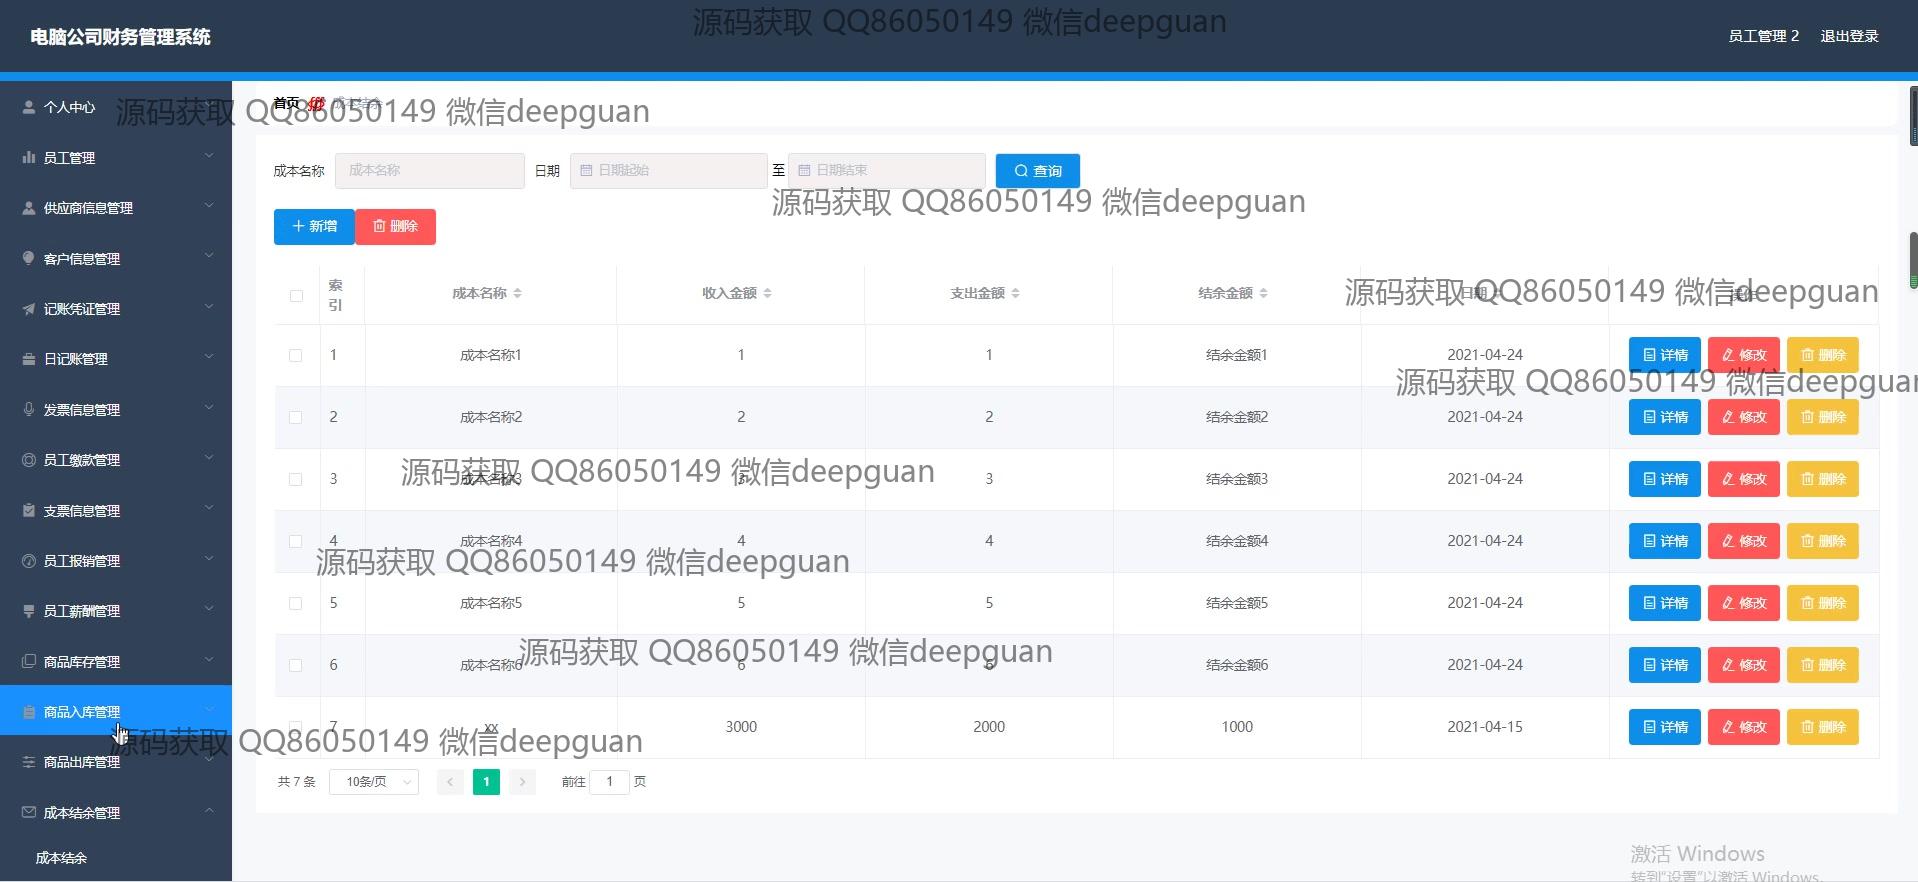 源码获取 QQ86050149 微信deepguan
电脑公司财务管理系统
员工管理 2 退出登录
个人中心
源码获取 QQ86050149 微信deepguan
首页 成本结余
员工管理
供应商信息管理
客户信息管理
记账凭证管理
日记账管理
发票信息管理
员工缴款管理
支票信息管理
员工报销管理
员工薪酬管理
商品库存管理
商品入库管理
商品出库管理
成本结余管理
成本结余
成本名称 成本名称 日期 日期起始 至 日期结束 查询
源码获取 QQ86050149 微信deepguan
新增 删除
索引 成本名称 收入金额 支出金额 结余金额 日期 操作
源码获取 QQ86050149 微信deepguan
1 成本名称1 1 1 结余金额1 2021-04-24 详情 修改 删除
源码获取 QQ86050149 微信deepguan
2 成本名称2 2 2 结余金额2 2021-04-24 详情 修改 删除
源码获取 QQ86050149 微信deepguan
3 成本名称3 3 3 结余金额3 2021-04-24 详情 修改 删除
4 成本名称4 4 4 结余金额4 2021-04-24 详情 修改 删除
源码获取 QQ86050149 微信deepguan
5 成本名称5 5 5 结余金额5 2021-04-24 详情 修改 删除
源码获取 QQ86050149 微信deepguan
6 成本名称6 6 6 结余金额6 2021-04-24 详情 修改 删除
7 xx 3000 2000 1000 2021-04-15 详情 修改 删除
源码获取 QQ86050149 微信deepguan
共 7 条 10条/页 1 前往 1 页
激活 Windows
转到"设置"以激活 Windows。